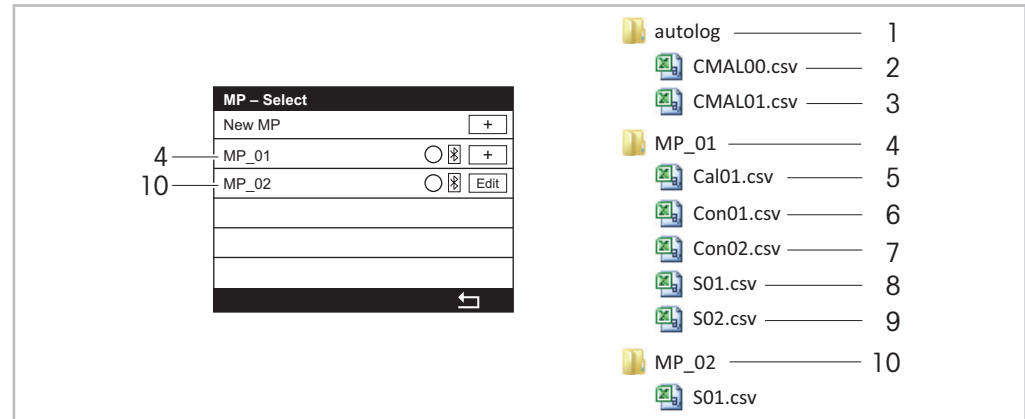 MP – Select
New MP +
4 MP_01 +
10 MP_02 Edit
autolog 1
CMAL00.csv 2
CMAL01.csv 3
MP_01 4
Cal01.csv 5
Con01.csv 6
Con02.csv 7
S01.csv 8
S02.csv 9
MP_02 10
S01.csv